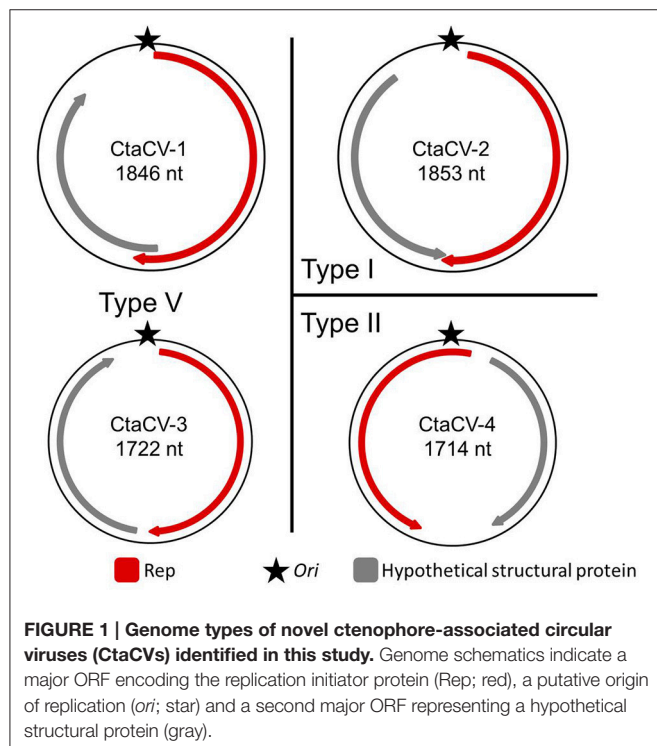 CtaCV-1
1846 nt
CtaCV-2
1853 nt
Type I
Type V
Type II
CtaCV-3
1722 nt
CtaCV-4
1714 nt
Rep
Ori
Hypothetical structural protein
FIGURE 1 | Genome types of novel ctenophore-associated circular
viruses (CtaCVs) identified in this study. Genome schematics indicate a
major ORF encoding the replication initiator protein (Rep; red), a putative origin
of replication (ori; star) and a second major ORF representing a hypothetical
structural protein (gray).